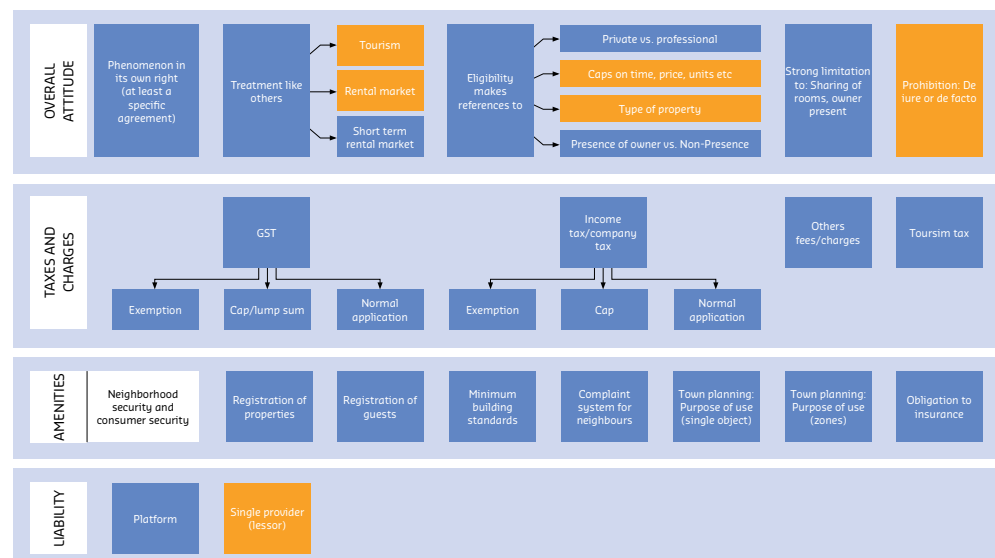 OVERALL
ATTITUDE
Phenomenon in
its own right
(at least a
specific
agreement)
Treatment like
others
Tourism
Rental market
Short term
rental market
Eligibility
makes
references to
Private vs. professional
Caps on time, price, units etc
Type of property
Presence of owner vs. Non-Presence
Strong limitation
to: Sharing of
rooms, owner
present
Prohibition: De
iure or de facto
TAXES AND
CHARGES
GST
Exemption
Cap/lump sum
Normal
application
Income
tax/company
tax
Exemption
Cap
Normal
application
Others
fees/charges
Toursim tax
AMENITIES
Neighborhood
security and
consumer security
Registration of
properties
Registration of
guests
Minimum
building
standards
Complaint
system for
neighbours
Town planning:
Purpose of use
(single object)
Town planning:
Purpose of use
(zones)
Obligation to
insurance
LIABILITY
Platform
Single provider
(lessor)